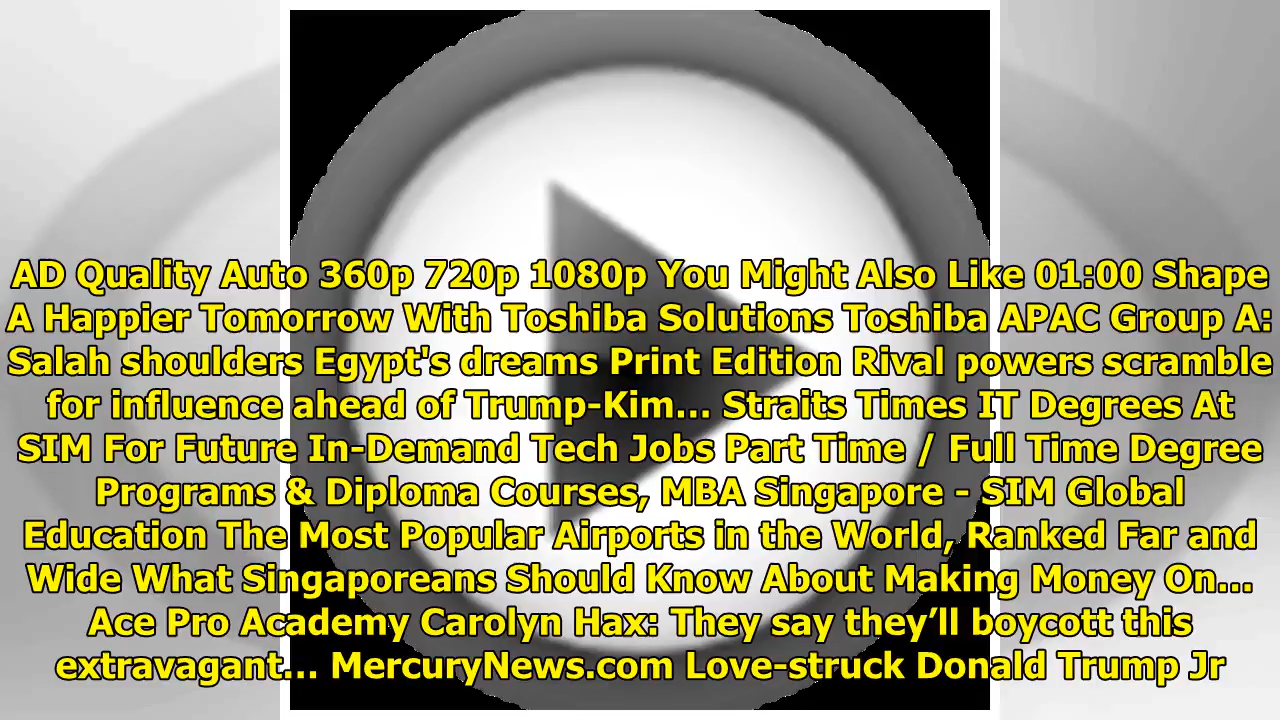 AD Quality Auto 360p 720p 1080p You Might Also Like 01:00 Shape
A Happier Tomorrow With Toshiba Solutions Toshiba APAC Group A:
Salah shoulders Egypt's dreams Print Edition Rival powers scramble
for influence ahead of Trump-Kim... Straits Times IT Degrees At
SIM For Future In-Demand Tech Jobs Part Time / Full Time Degree
Programs & Diploma Courses, MBA Singapore - SIM Global
Education The Most Popular Airports in the World, Ranked Far and
Wide What Singaporeans Should Know About Making Money On...
Ace Pro Academy Carolyn Hax: They say they’ll boycott this
extravagant... MercuryNews.com Love-struck Donald Trump Jr